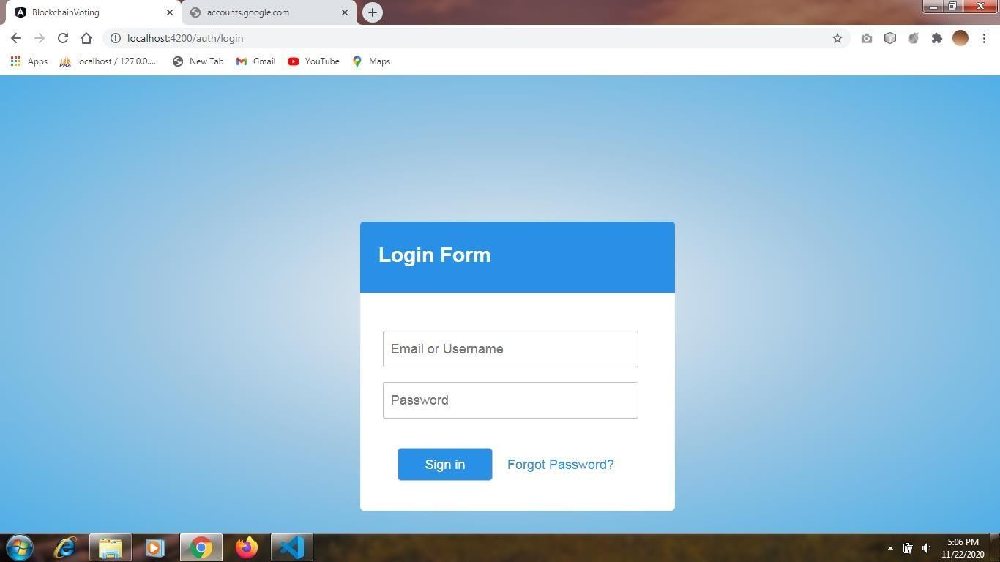 BlockchainVoting
accounts.google.com
localhost:4200/auth/login
Apps
PMA
localhost / 127.0.0....
New Tab
Gmail
YouTube
Maps
Login Form
Email or Username
Password
Sign in
Forgot Password?
5:06 PM
11/22/2020